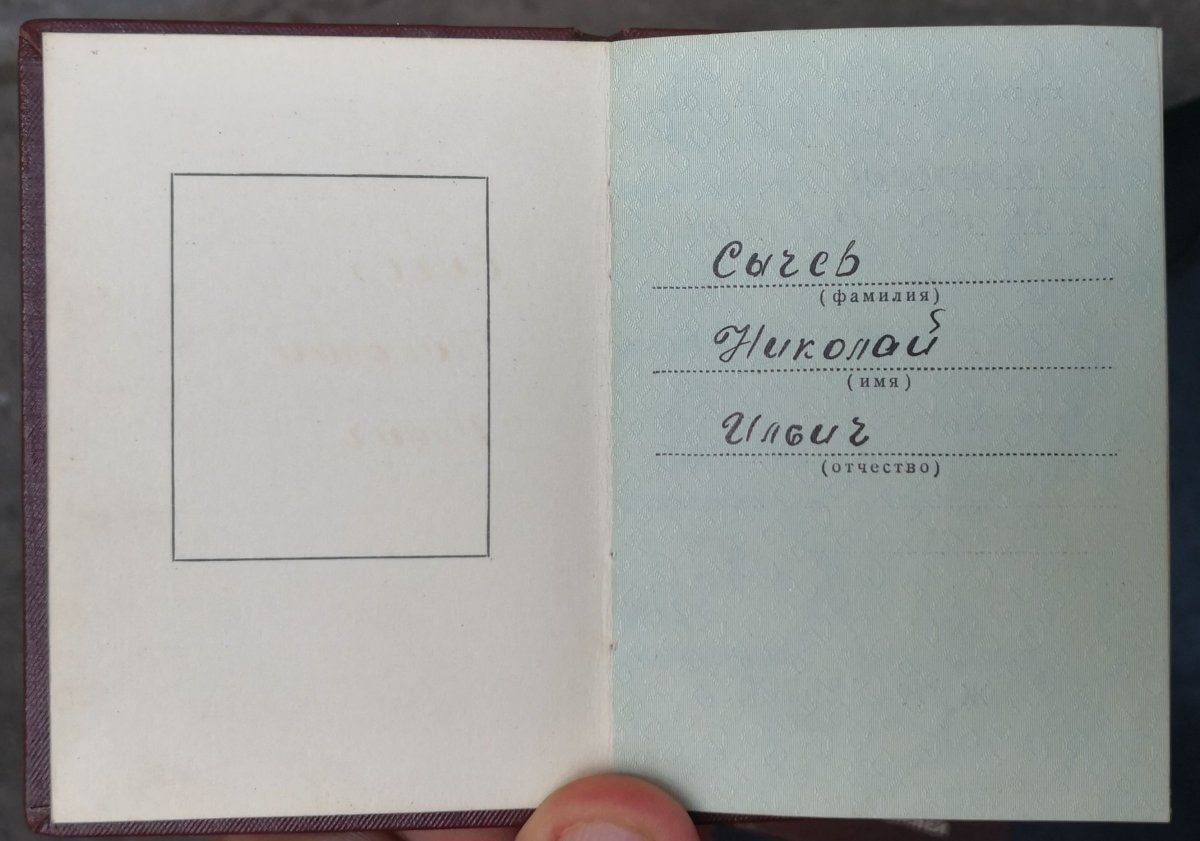 Сычев
(фамилия)
Николай
(имя)
Ильич
(отчество)